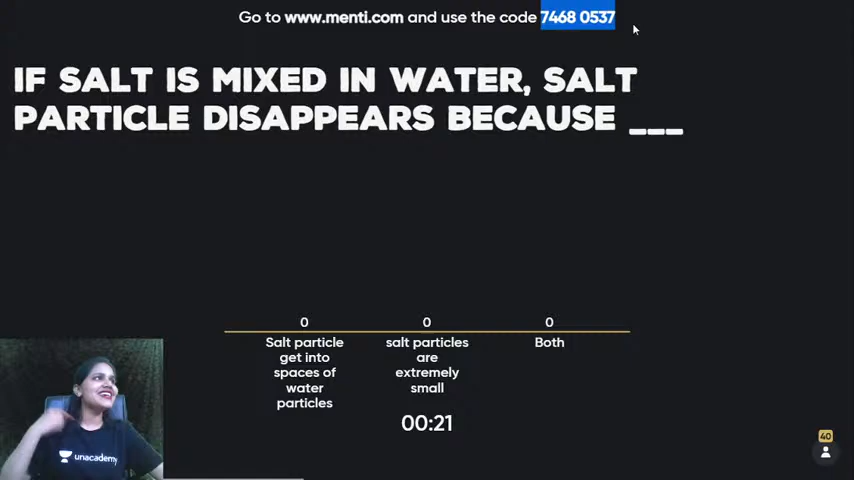 Go to www.menti.com and use the code 7468 0537
IF SALT IS MIXED IN WATER, SALT
PARTICLE DISAPPEARS BECAUSE ___
0
0
0
Salt particle
get into
spaces of
water
particles
salt particles
are
extremely
small
Both
00:21
40
unacademy